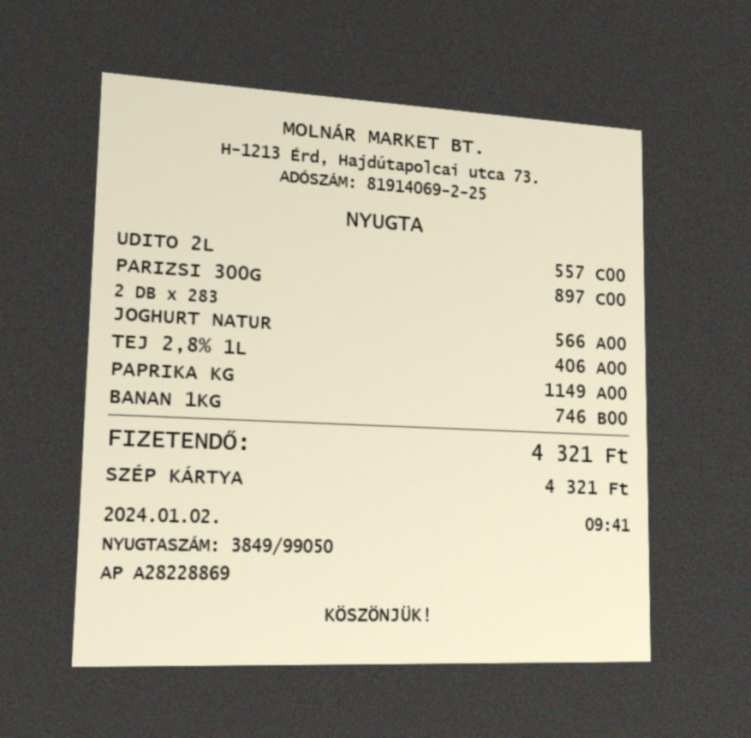 MOLNÁR MARKET BT.
H-1213 Érd, Hajdútapolcai utca 73.
ADÓSZÁM: 81914069-2-25
NYUGTA
UDITO 2L 557 C00
PARIZSI 300G 897 C00
2 DB x 283
JOGHURT NATUR 566 A00
TEJ 2,8% 1L 406 A00
PAPRIKA KG 1149 A00
BANAN 1KG 746 B00
FIZETENDŐ: 4 321 Ft
SZÉP KÁRTYA 4 321 Ft
2024.01.02. 09:41
NYUGTASZÁM: 3849/99050
AP A28228869
KÖSZÖNJÜK!